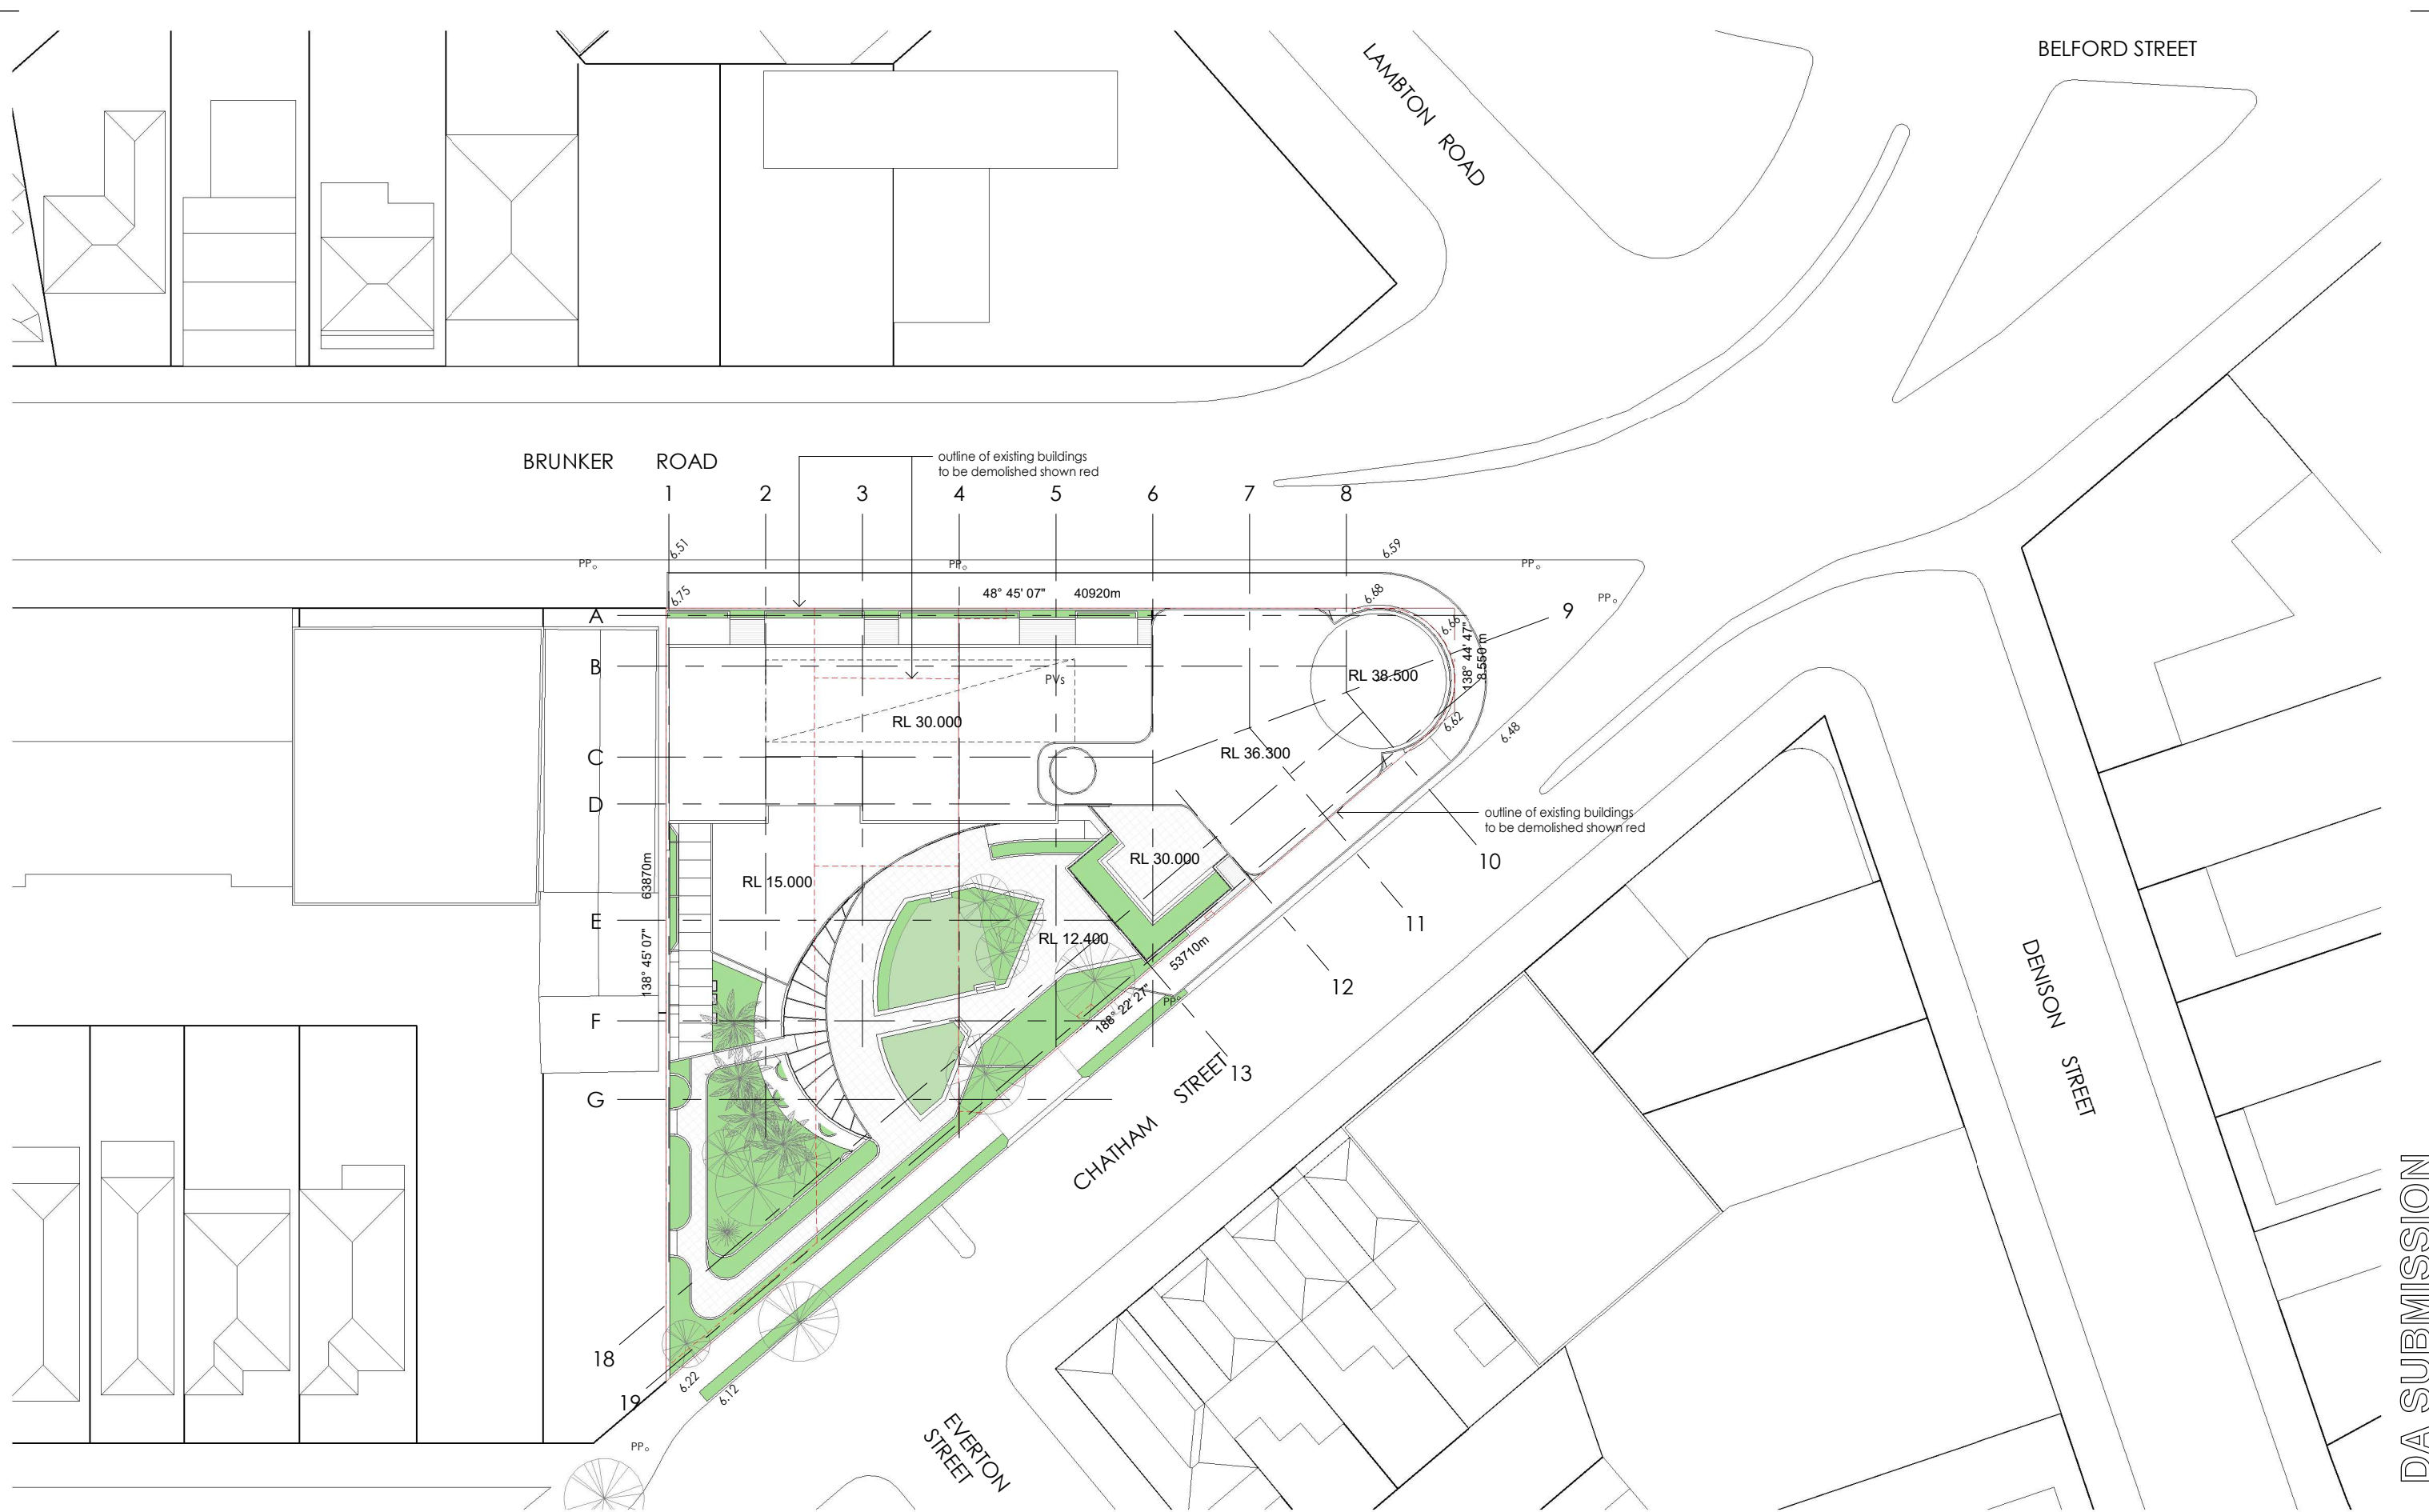 BELFORD STREET
LAMBTON ROAD
BRUNKER ROAD
outline of existing buildings
to be demolished shown red
1 2 3 4 5 6 7 8
6.51
6.59
PP
PP
PP
PP
6.75
48° 45' 07" 40920m
6.68
9
A
6.66
138° 44' 47"
8.550 m
B
PVs
RL 38.500
RL 30.000
6.62
6.48
C
RL 36.300
D
outline of existing buildings
to be demolished shown red
RL 30.000
10
63870m
RL 15.000
E
11
RL 12.400
138° 45' 07"
53710m
12
188° 22' 27"
PP
F
13
G
CHATHAM STREET
DENISON STREET
18
19
6.22
6.12
PP
EVERTON
STREET
DA SUBMISSION